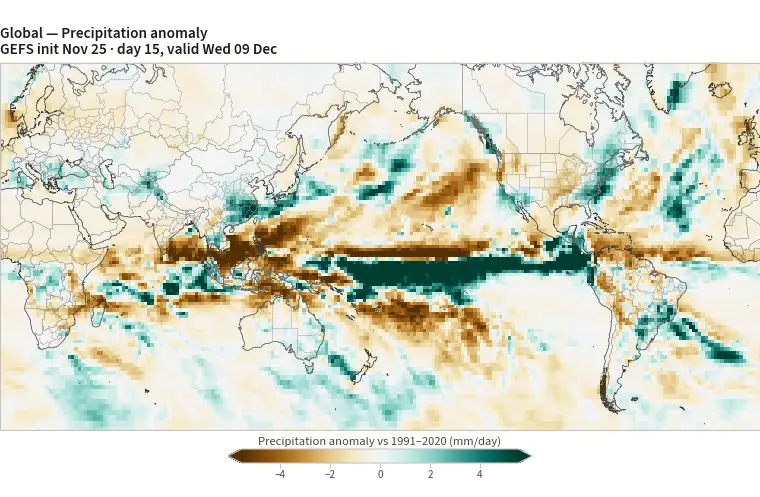 Global — Precipitation anomaly
GEFS init Nov 25 · day 15, valid Wed 09 Dec
Precipitation anomaly vs 1991–2020 (mm/day)
−4 −2 0 2 4